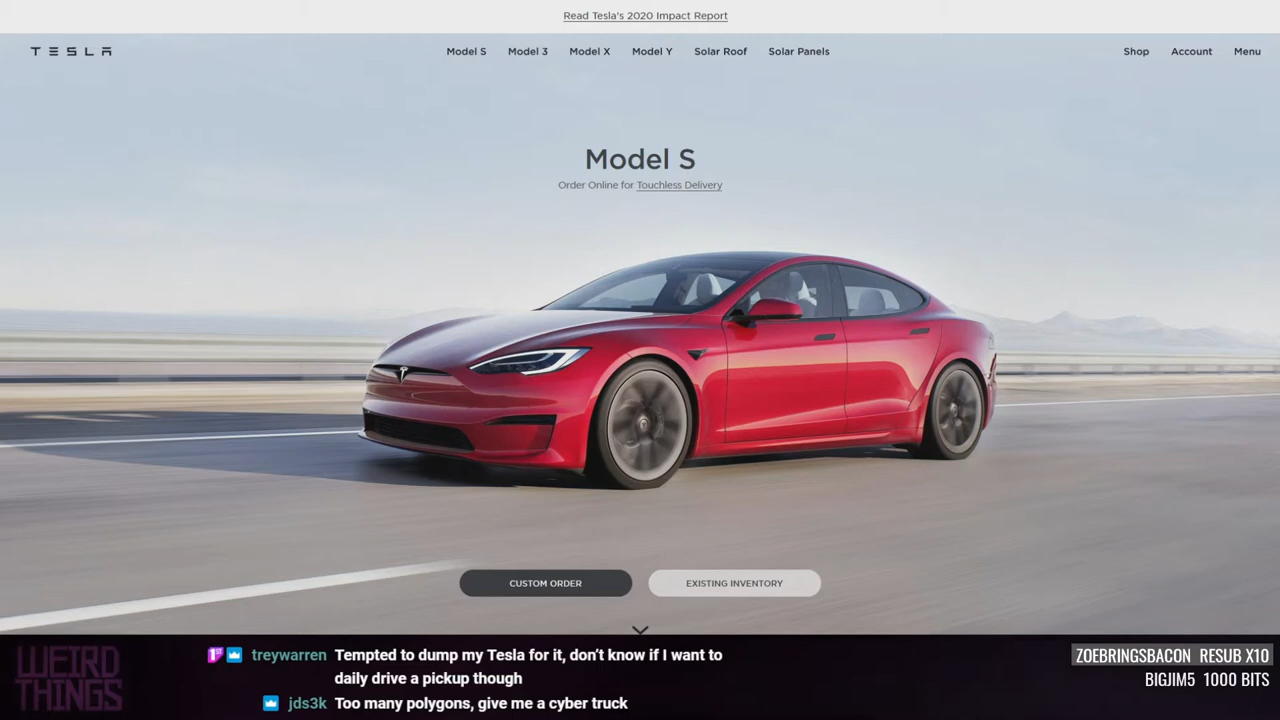 Read Tesla's 2020 Impact Report
TESLA Model S Model 3 Model X Model Y Solar Roof Solar Panels Shop Account Menu
Model S
Order Online for Touchless Delivery
CUSTOM ORDER EXISTING INVENTORY
WEIRD THINGS
treywarren Tempted to dump my Tesla for it, don't know if I want to
daily drive a pickup though
jds3k Too many polygons, give me a cyber truck
ZOEBRINGSBACON RESUB X10
BIGJIM5 1000 BITS